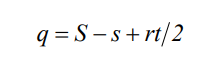 q = S – s + rt/2